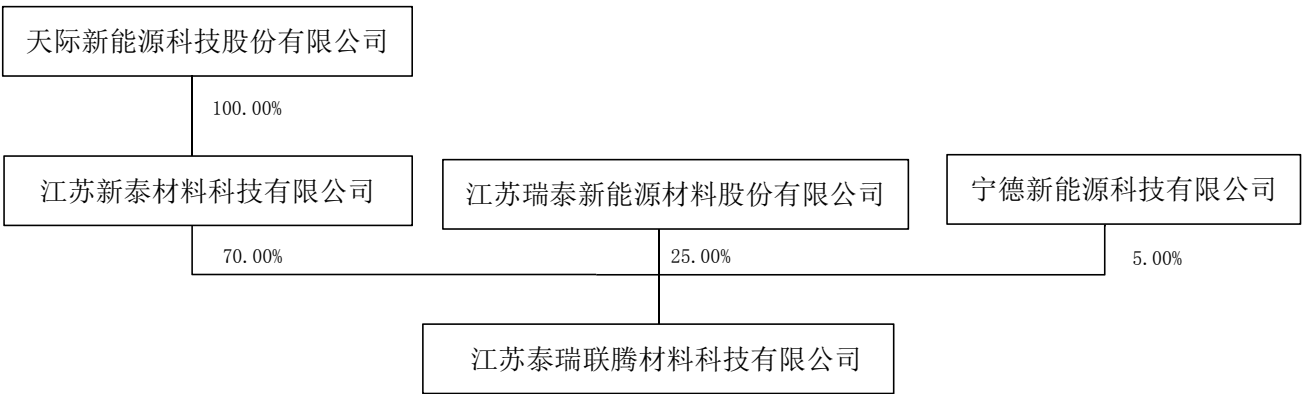 天际新能源科技股份有限公司
100.00%
江苏新泰材料科技有限公司
江苏瑞泰新能源材料股份有限公司
宁德新能源科技有限公司
70.00%
25.00%
5.00%
江苏泰瑞联腾材料科技有限公司